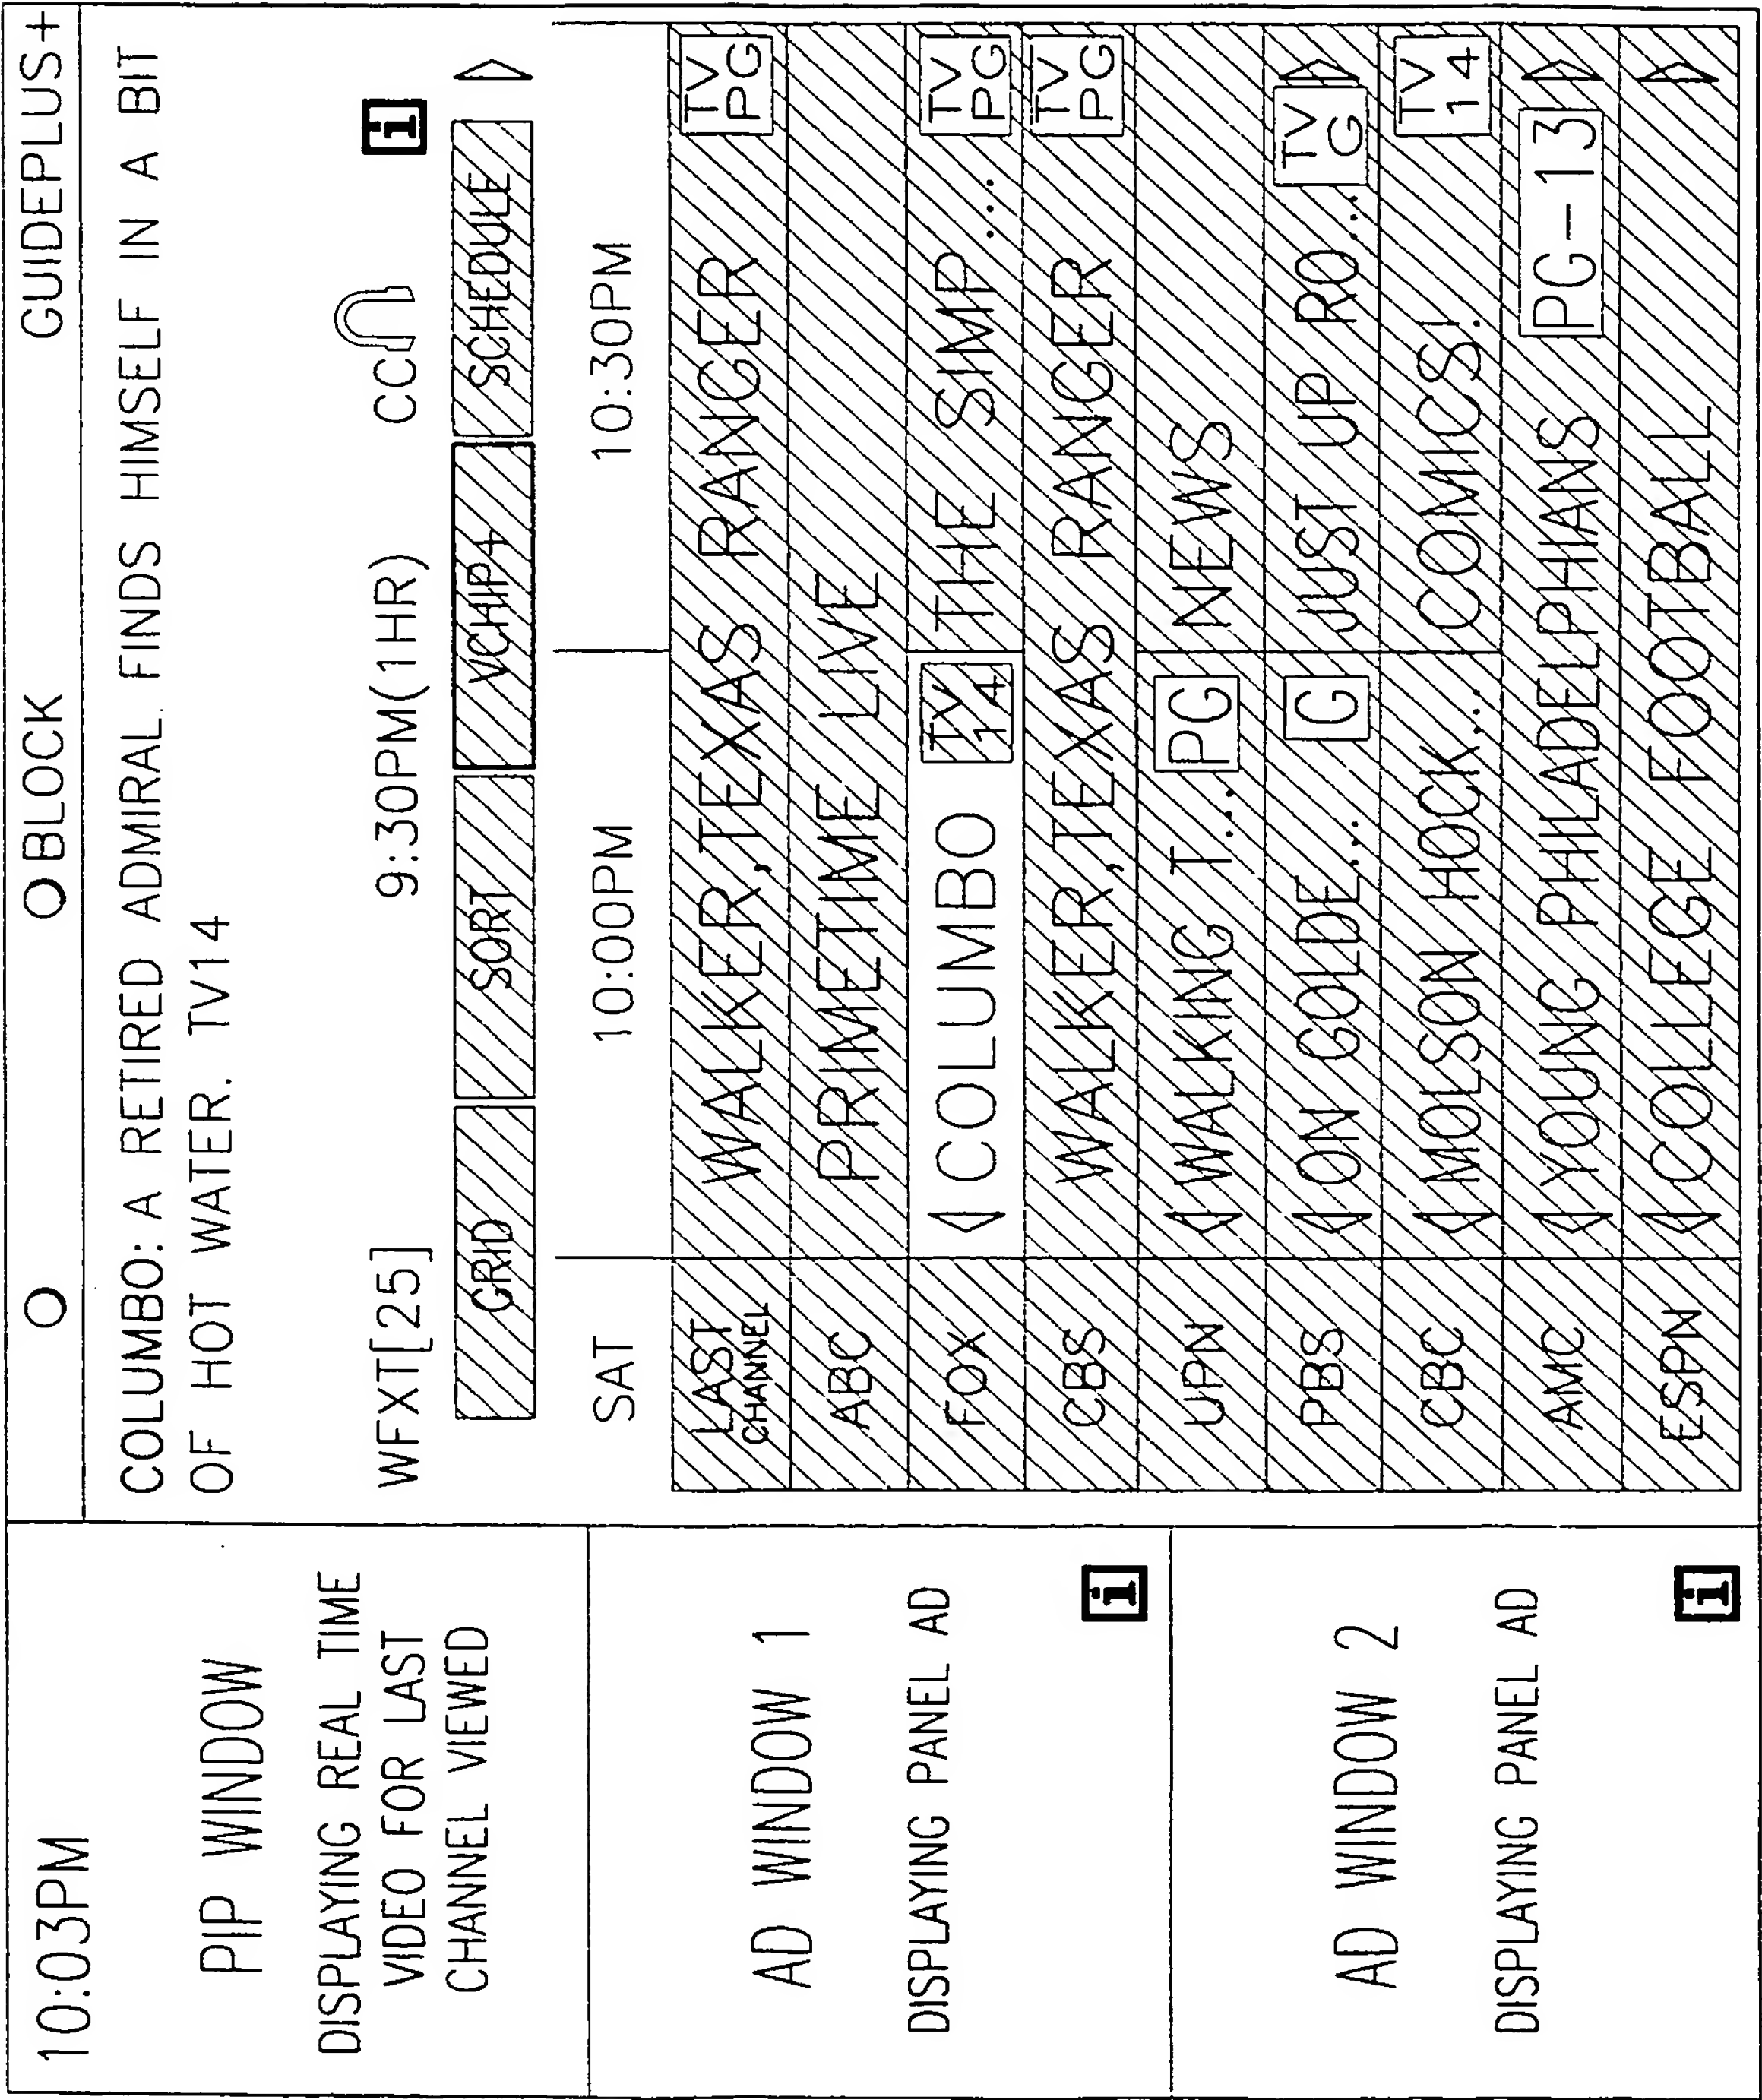 10:03PM
PIP WINDOW
DISPLAYING REAL TIME
VIDEO FOR LAST
CHANNEL VIEWED
AD WINDOW 1
DISPLAYING PANEL AD
i
AD WINDOW 2
DISPLAYING PANEL AD
i
BLOCK GUIDEPLUS+
COLUMBO: A RETIRED ADMIRAL FINDS HIMSELF IN A BIT
OF HOT WATER. TV14
WFXT[25] 9:30PM(1HR) CC i
GRID SORT VCHIP+ SCHEDULE
SAT 10:00PM 10:30PM
LAST CHANNEL WALKER,TEXAS RANGER TV PG
ABC PRIMETIME LIVE
FOX COLUMBO TV 14 THE SIMP... TV PG
CBS WALKER,TEXAS RANGER TV PG
UPN WALKING T.... PG NEWS
PBS ON GOLDE... G JUST UP RO... TV G
CBC MOLSON HOCK... COMICS! TV 14
AMC YOUNG PHILADELPHIANS PG-13
ESPN COLLEGE FOOTBALL